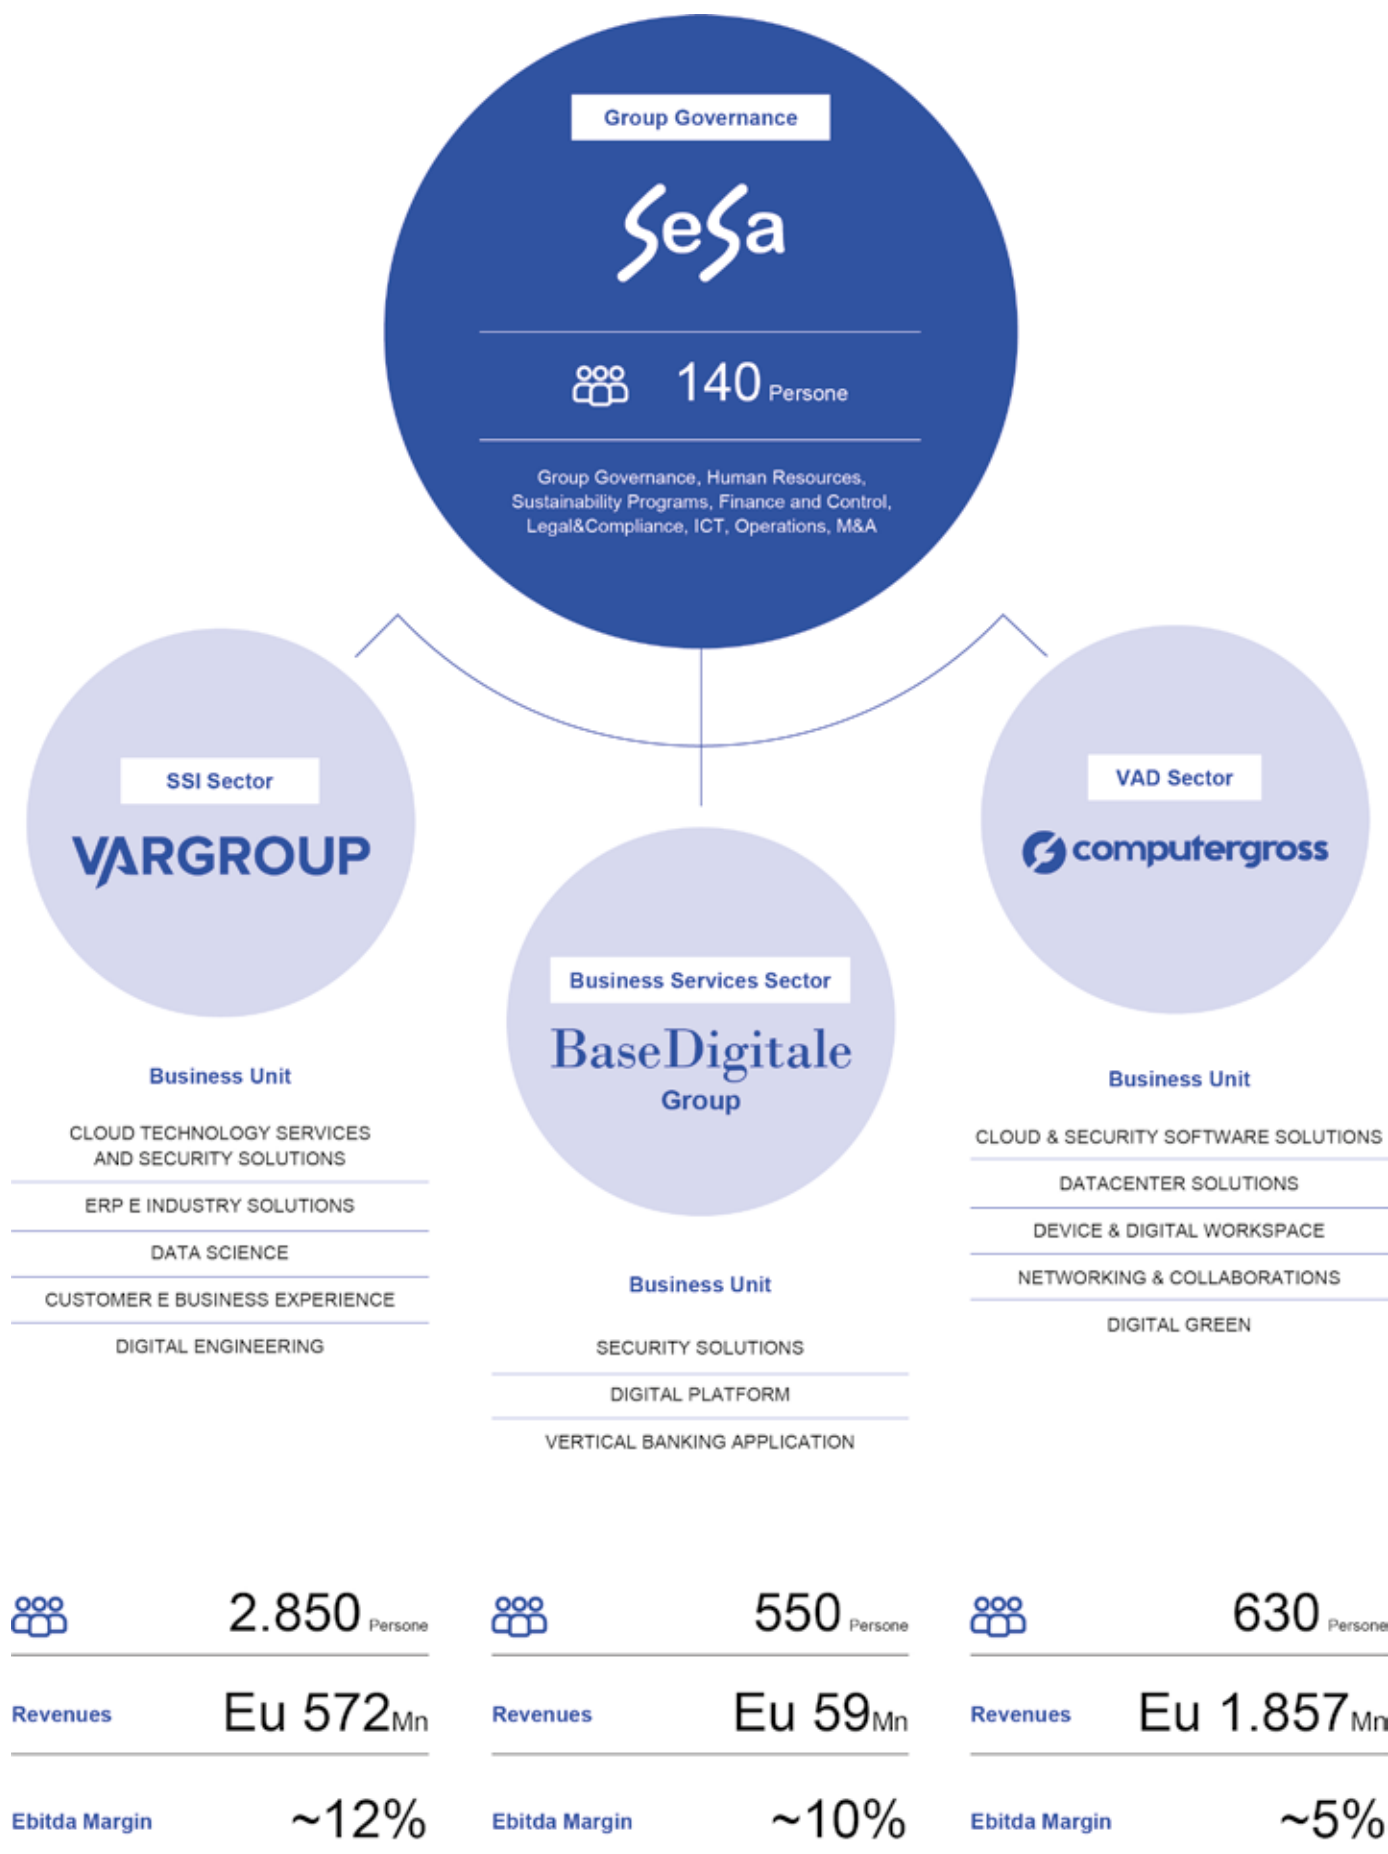 Group Governance
SeSa
140 Persone
Group Governance, Human Resources,
Sustainability Programs, Finance and Control,
Legal&Compliance, ICT, Operations, M&A
SSI Sector
VARGROUP
Business Unit
CLOUD TECHNOLOGY SERVICES
AND SECURITY SOLUTIONS
ERP E INDUSTRY SOLUTIONS
DATA SCIENCE
CUSTOMER E BUSINESS EXPERIENCE
DIGITAL ENGINEERING
Business Services Sector
BaseDigitale
Group
Business Unit
SECURITY SOLUTIONS
DIGITAL PLATFORM
VERTICAL BANKING APPLICATION
VAD Sector
computergross
Business Unit
CLOUD & SECURITY SOFTWARE SOLUTIONS
DATACENTER SOLUTIONS
DEVICE & DIGITAL WORKSPACE
NETWORKING & COLLABORATIONS
DIGITAL GREEN
2.850 Persone
Revenues Eu 572Mn
Ebitda Margin ~12%
550 Persone
Revenues Eu 59Mn
Ebitda Margin ~10%
630 Persone
Revenues Eu 1.857Mn
Ebitda Margin ~5%